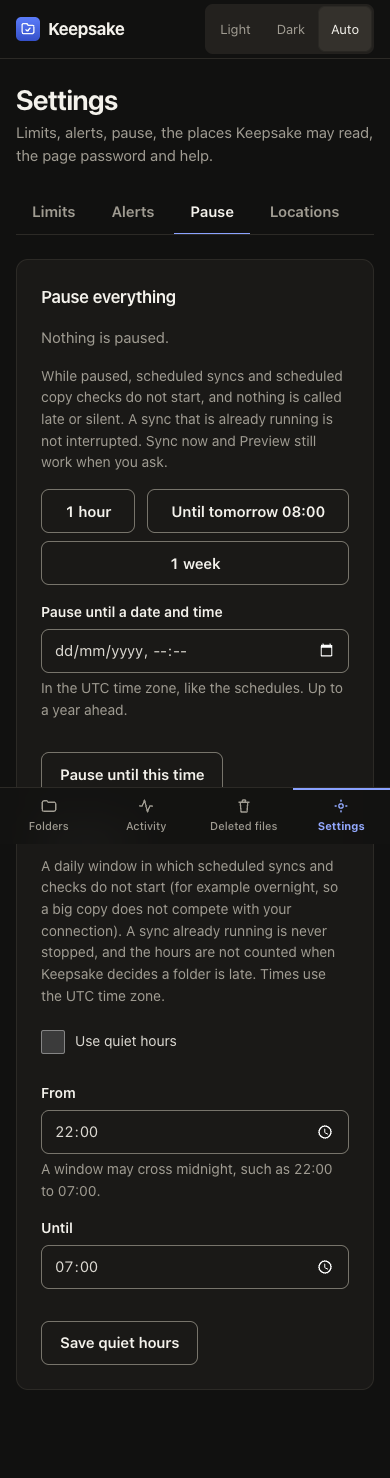 Keepsake
Light
Dark
Auto
Settings
Limits, alerts, pause, the places Keepsake may read,
the page password and help.
Limits
Alerts
Pause
Locations
Pause everything
Nothing is paused.
While paused, scheduled syncs and scheduled
copy checks do not start, and nothing is called
late or silent. A sync that is already running is
not interrupted. Sync now and Preview still
work when you ask.
1 hour
Until tomorrow 08:00
1 week
Pause until a date and time
dd/mm/yyyy, --:--
In the UTC time zone, like the schedules. Up to
a year ahead.
Pause until this time
Folders
Activity
Deleted files
Settings
A daily window in which scheduled syncs and
checks do not start (for example overnight, so
a big copy does not compete with your
connection). A sync already running is never
stopped, and the hours are not counted when
Keepsake decides a folder is late. Times use
the UTC time zone.
Use quiet hours
From
22:00
A window may cross midnight, such as 22:00
to 07:00.
Until
07:00
Save quiet hours